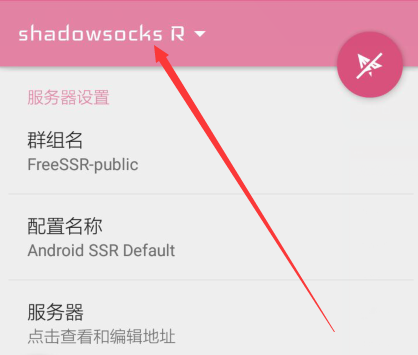 shadowsocks R
服务器设置
群组名
FreeSSR-public
配置名称
Android SSR Default
服务器
点击查看和编辑地址